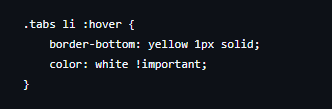 .tabs li :hover {
    border-bottom: yellow 1px solid;
    color: white !important;
}